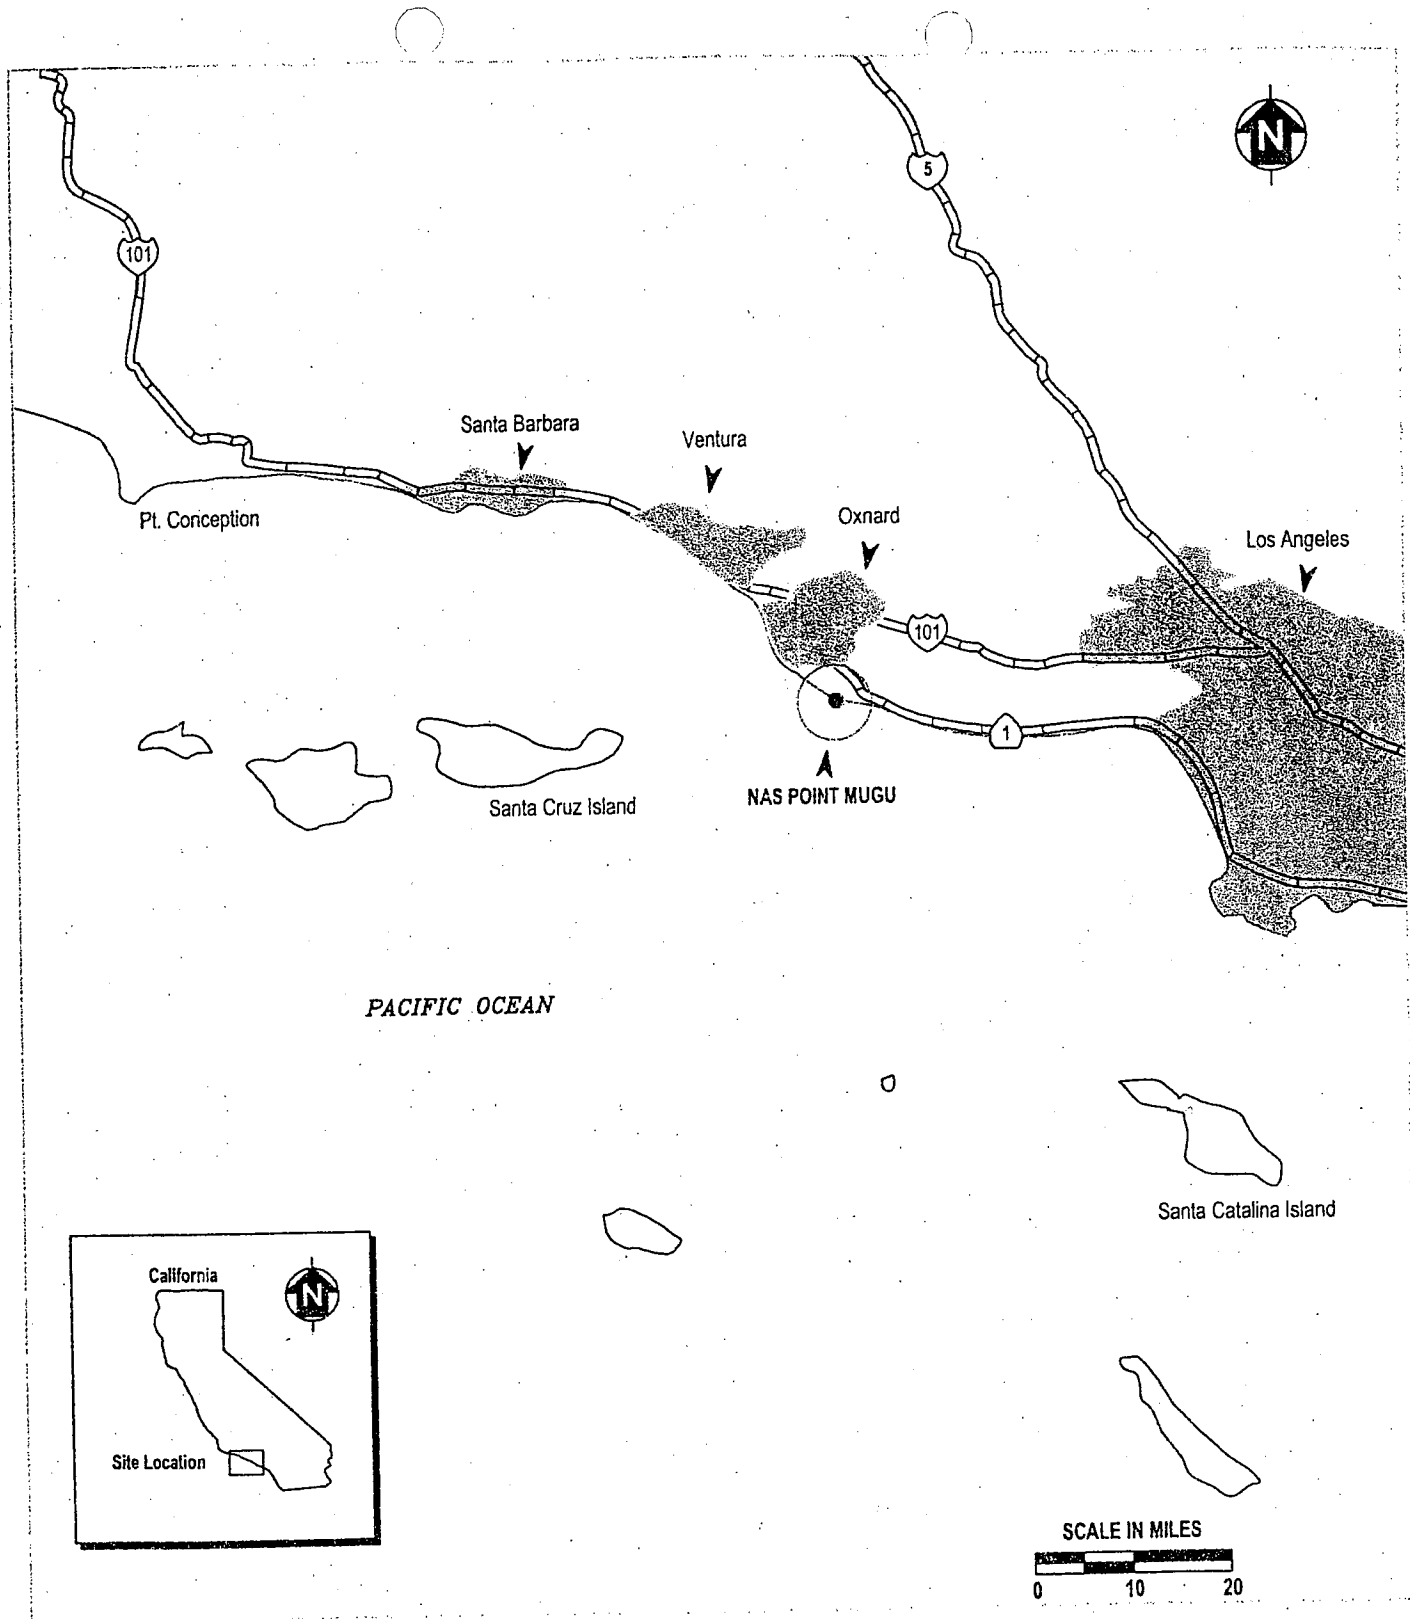 N
5
101
Santa Barbara
Ventura
Oxnard
Los Angeles
Pt. Conception
101
1
NAS POINT MUGU
Santa Cruz Island
PACIFIC OCEAN
Santa Catalina Island
California
N
Site Location
SCALE IN MILES
0 10 20